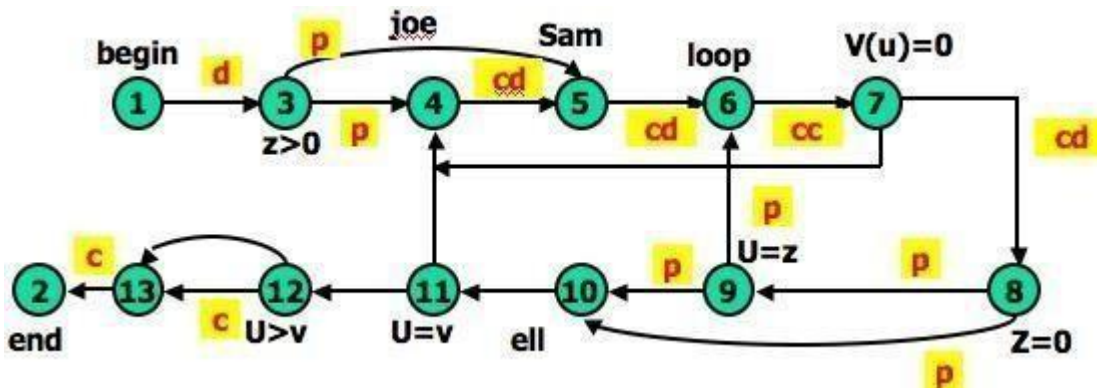 begin
d
p
joe
Sam
loop
V(u)=0
1
3
4
5
6
7
z>0
p
cd
cd
cc
cd
p
c
c
p
U=z
p
2
13
12
11
10
9
8
end
U>v
U=v
ell
Z=0
p